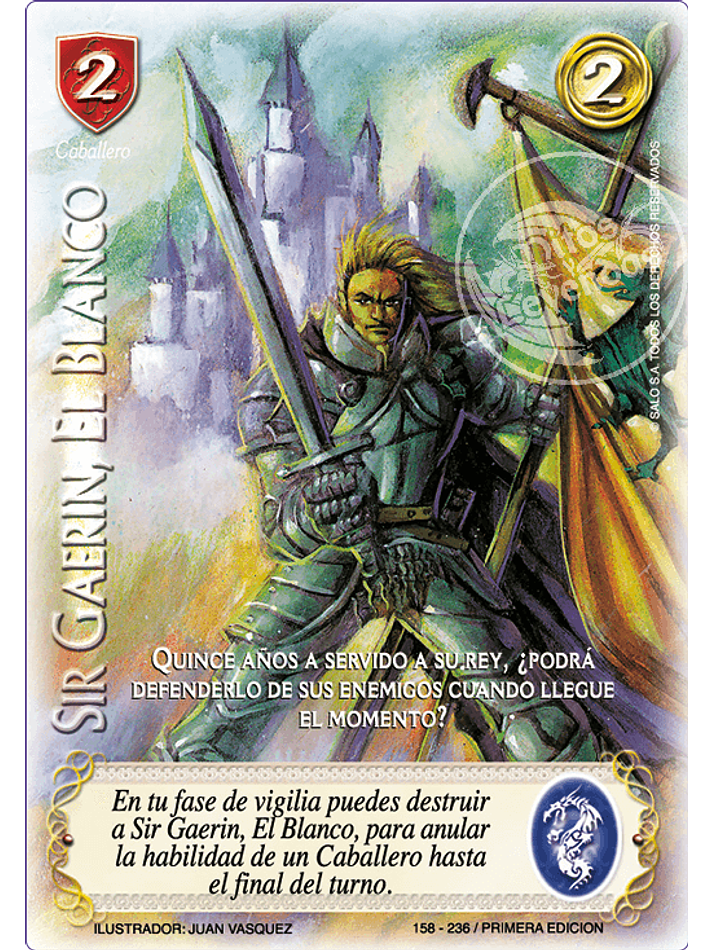 2
2
Caballero
SIR GAERIN, EL BLANCO
Mitos y Leyendas
© SALO S.A. TODOS LOS DERECHOS RESERVADOS
QUINCE AÑOS A SERVIDO A SU REY, ¿PODRÁ
DEFENDERLO DE SUS ENEMIGOS CUANDO LLEGUE
EL MOMENTO?
En tu fase de vigilia puedes destruir
a Sir Gaerin, El Blanco, para anular
la habilidad de un Caballero hasta
el final del turno.
ILUSTRADOR: JUAN VASQUEZ
158 - 236 / PRIMERA EDICION